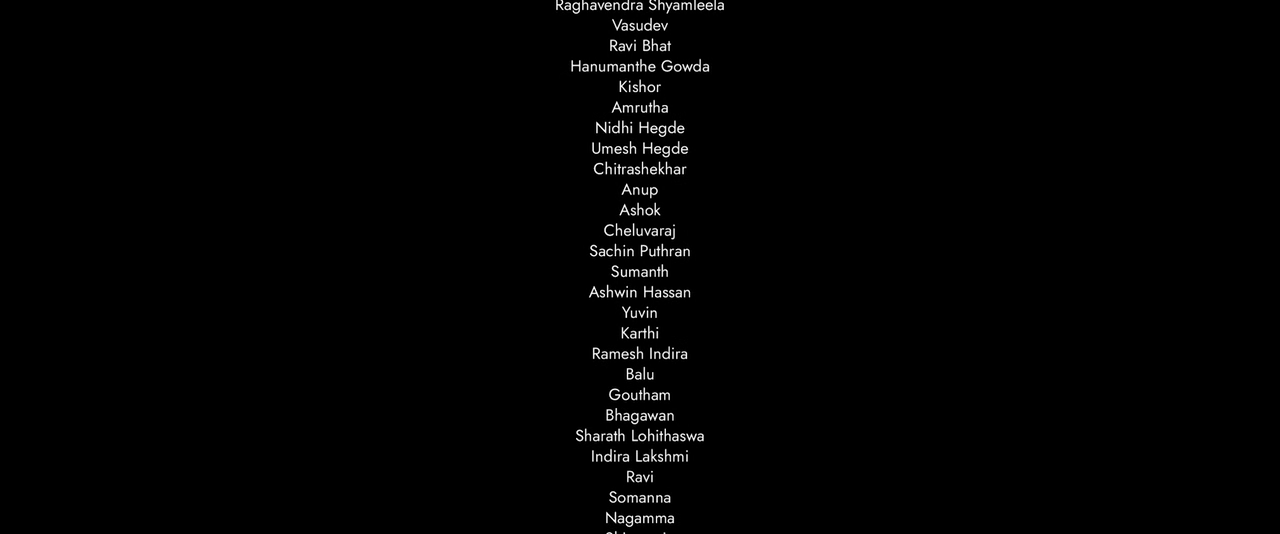 Raghavendra Shyamleela
Vasudev
Ravi Bhat
Hanumanthe Gowda
Kishor
Amrutha
Nidhi Hegde
Umesh Hegde
Chitrashekhar
Anup
Ashok
Cheluvaraj
Sachin Puthran
Sumanth
Ashwin Hassan
Yuvin
Karthi
Ramesh Indira
Balu
Goutham
Bhagawan
Sharath Lohithaswa
Indira Lakshmi
Ravi
Somanna
Nagamma